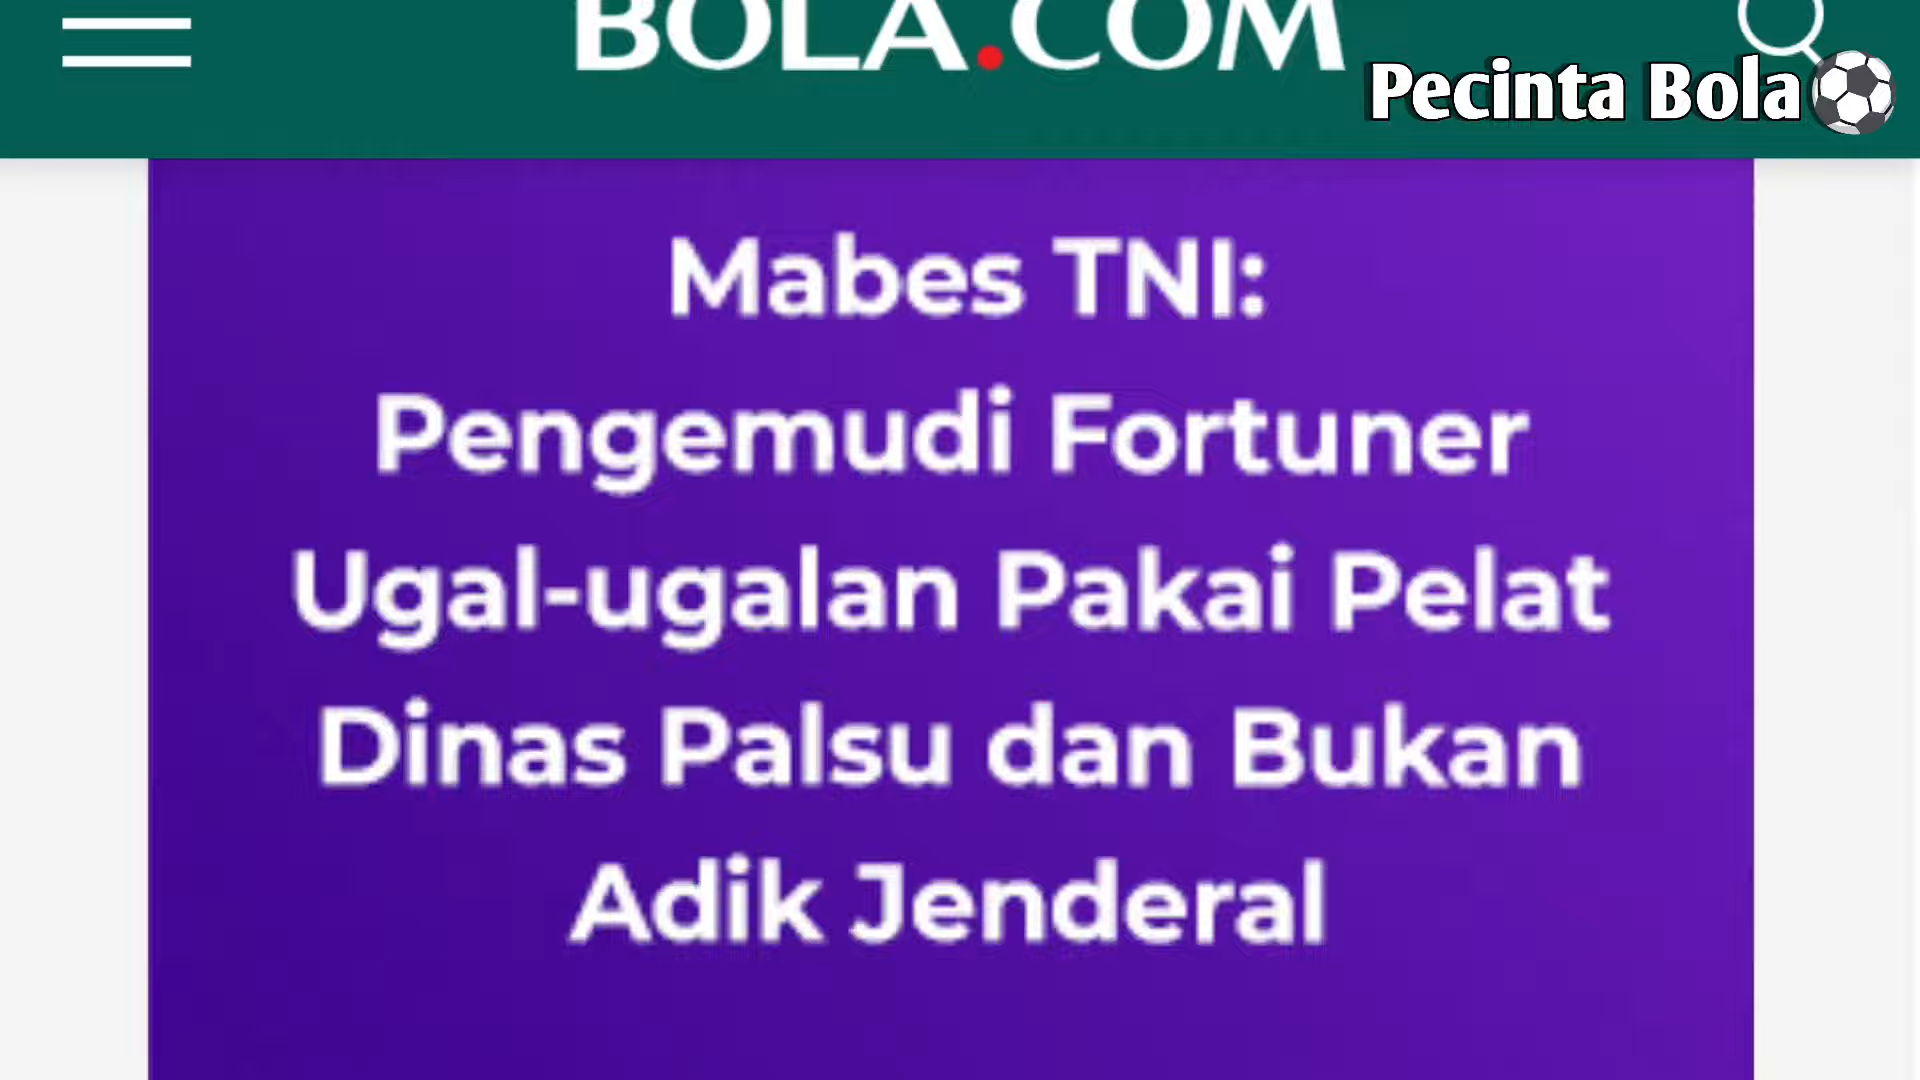 BOLA.COM
Pecinta Bola
Mabes TNI:
Pengemudi Fortuner
Ugal-ugalan Pakai Pelat
Dinas Palsu dan Bukan
Adik Jenderal